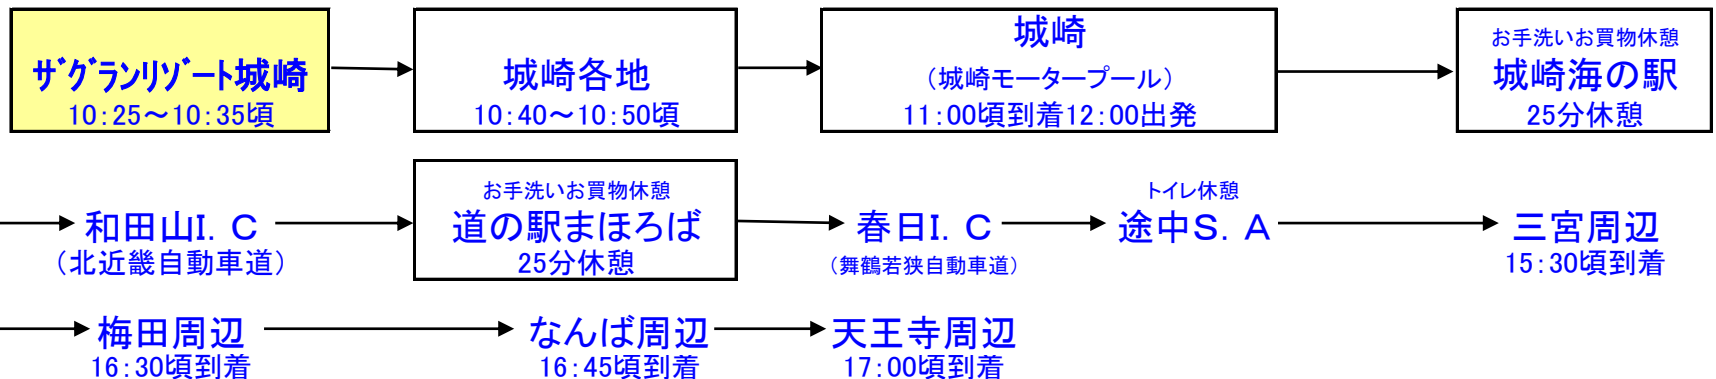 ｻﾞｸﾞﾗﾝﾘｿﾞｰﾄ城崎
10：25～10：35頃
城崎各地
10：40～10：50頃
城崎
（城崎モータープール）
11：00頃到着12：00出発
お手洗いお買物休憩
城崎海の駅
25分休憩
和田山I．C
（北近畿自動車道）
お手洗いお買物休憩
道の駅まほろば
25分休憩
春日I．C
（舞鶴若狭自動車道）
トイレ休憩
途中S．A
三宮周辺
15：30頃到着
梅田周辺
16：30頃到着
なんば周辺
16：45頃到着
天王寺周辺
17：00頃到着